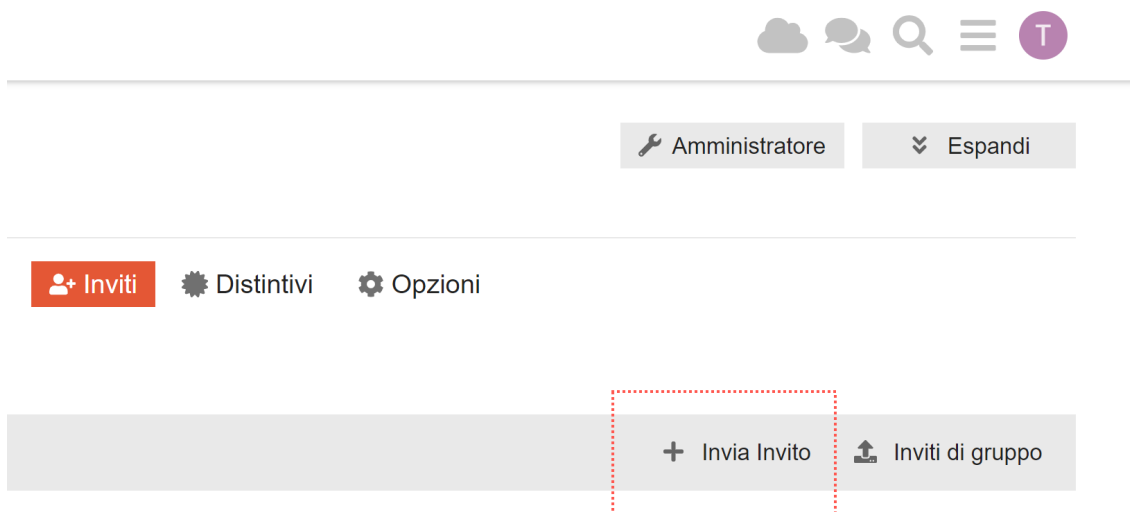 T
Amministratore Espandi
Inviti Distintivi Opzioni
Invia Invito Inviti di gruppo